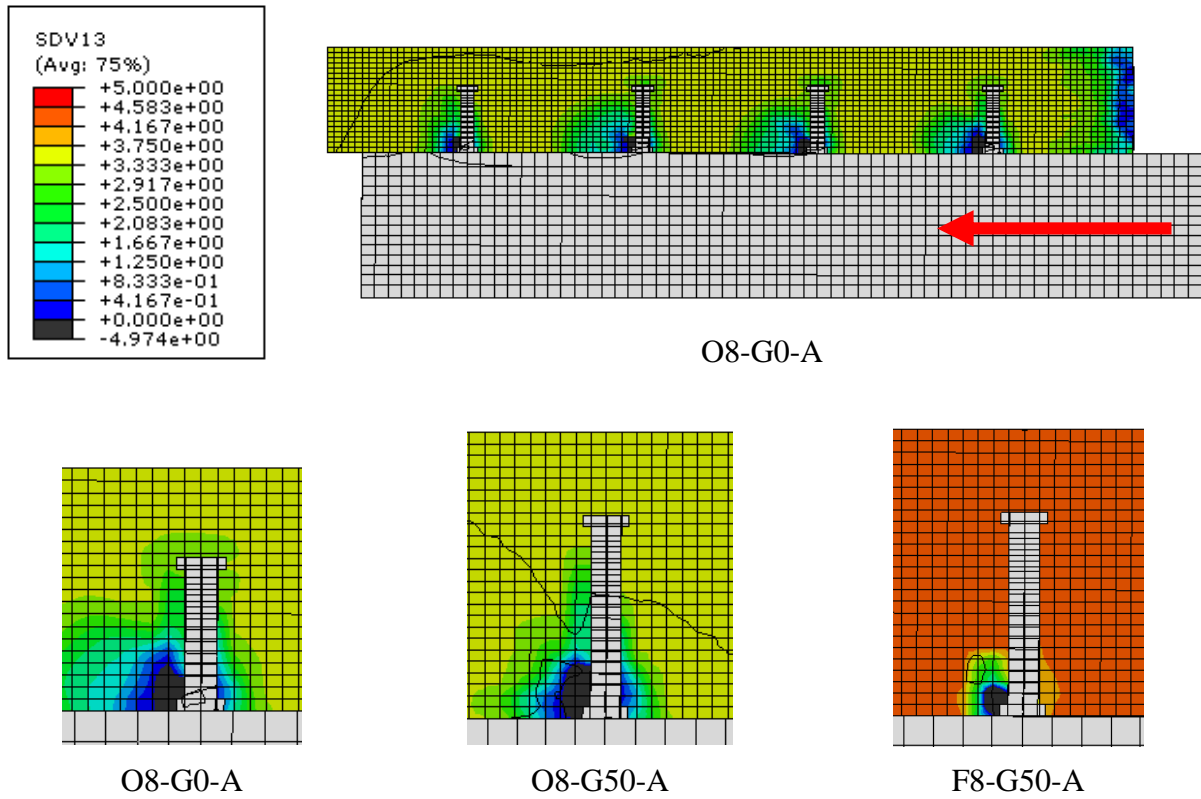 SDV13
(Avg: 75%)
+5.000e+00
+4.583e+00
+4.167e+00
+3.750e+00
+3.333e+00
+2.917e+00
+2.500e+00
+2.083e+00
+1.667e+00
+1.250e+00
+8.333e-01
+4.167e-01
+0.000e+00
-4.974e+00
O8-G0-A
O8-G0-A
O8-G50-A
F8-G50-A